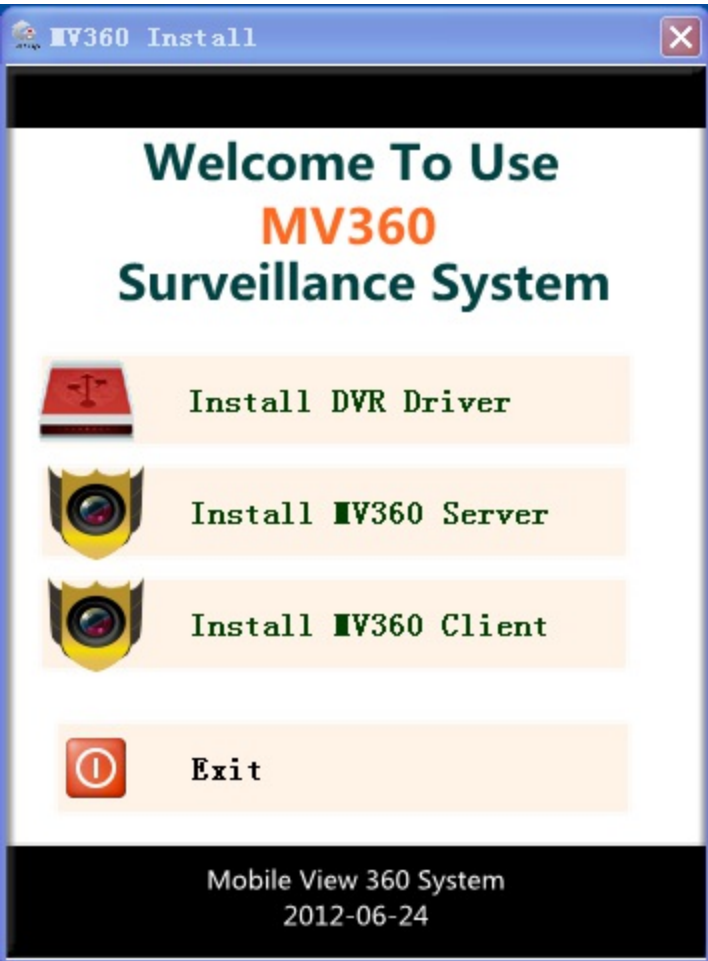 MV360 Install
Welcome To Use
MV360
Surveillance System
Install DVR Driver
Install MV360 Server
Install MV360 Client
Exit
Mobile View 360 System
2012-06-24